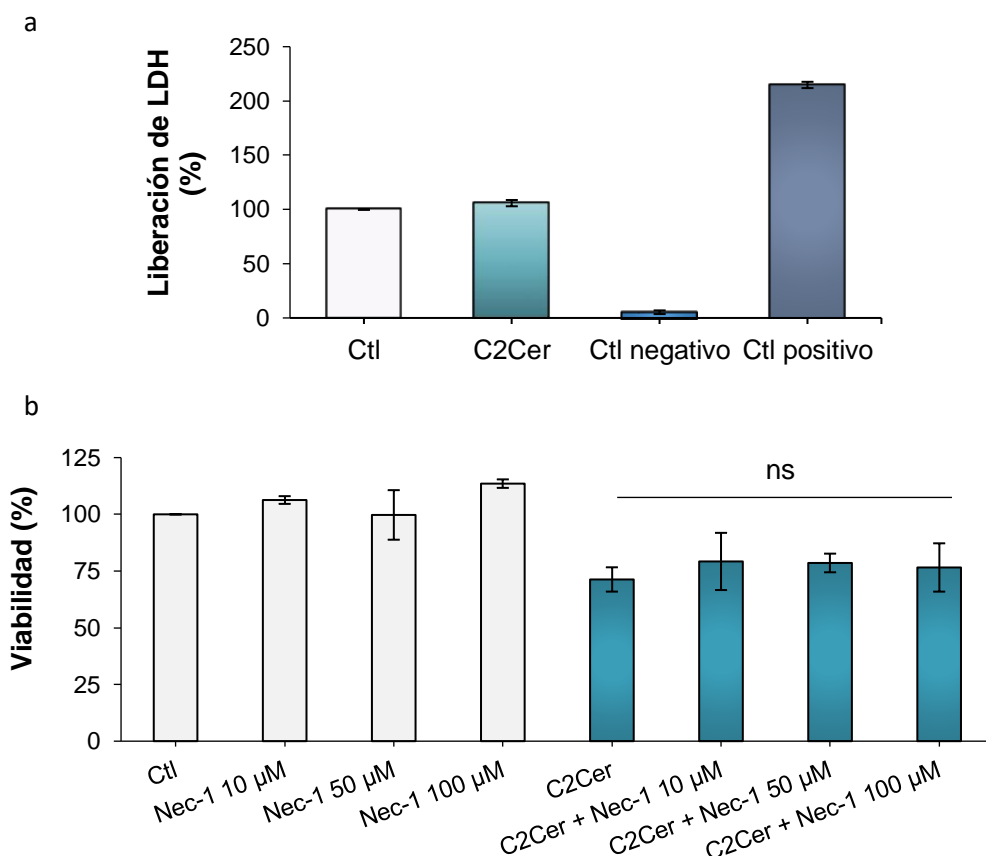 a
Liberación de LDH
(%)
250
200
150
100
50
0
Ctl
C2Cer
Ctl negativo
Ctl positivo
b
Viabilidad (%)
125
100
75
50
25
0
ns
Ctl
Nec-1 10 µM
Nec-1 50 µM
Nec-1 100 µM
C2Cer
C2Cer + Nec-1 10 µM
C2Cer + Nec-1 50 µM
C2Cer + Nec-1 100 µM